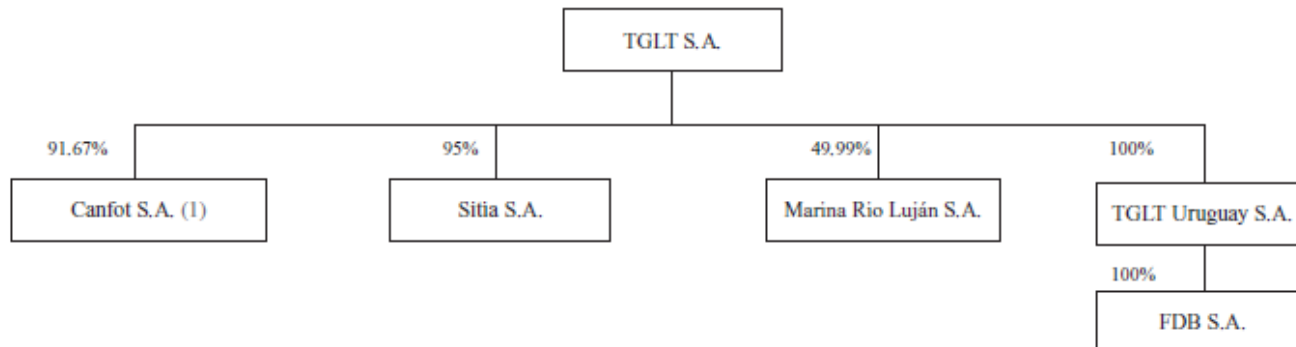 TGLT S.A.
91.67% 95% 49.99% 100%
Canfot S.A. (1) Sitia S.A. Marina Rio Luján S.A. TGLT Uruguay S.A.
100%
FDB S.A.